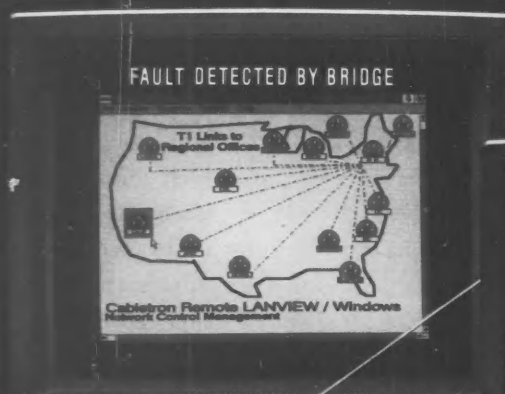 FAULT DETECTED BY BRIDGE
T1 Links to
Regional Offices
Cabletron Remote LANVIEW / Windows
Network Control Management